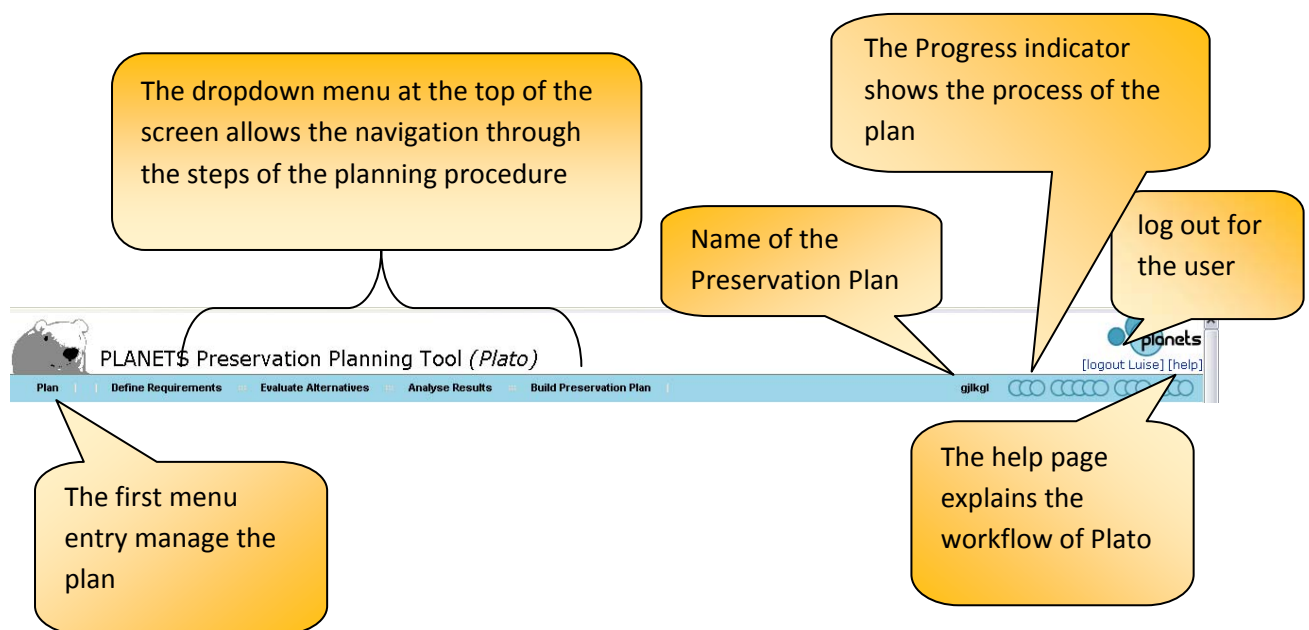 The Progress indicator
shows the process of the
plan
The dropdown menu at the top of the
screen allows the navigation through
the steps of the planning procedure
log out for
the user
Name of the
Preservation Plan
planets
PLANETS Preservation Planning Tool (Plato)
[logout Luise] [help]
Plan | | Define Requirements Evaluate Alternatives Analyse Results Build Preservation Plan | gjlkgl
The first menu
entry manage the
plan
The help page
explains the
workflow of Plato